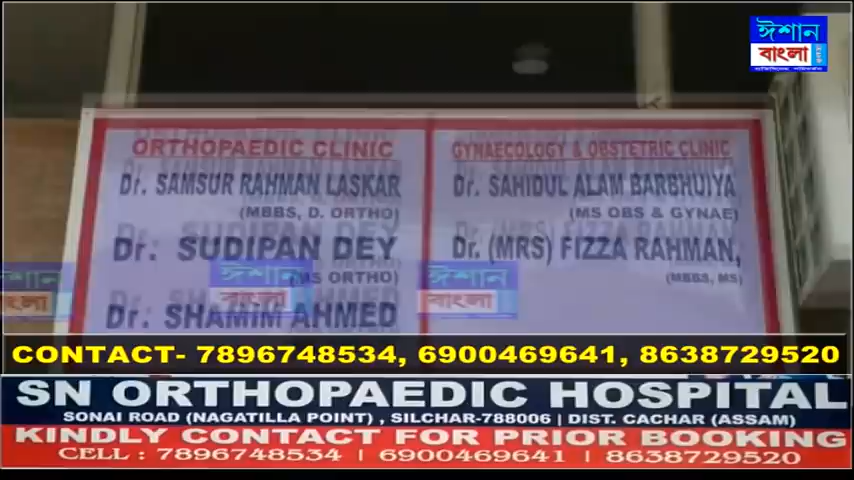 ঈশান
বাংলা
ORTHOPAEDIC CLINIC
Dr. SAMSUR RAHMAN LASKAR
(MBBS, D. ORTHO)
Dr. SUDIPAN DEY
(MS ORTHO)
Dr. SHAMIM AHMED
GYNAECOLOGY & OBSTETRIC CLINIC
Dr. SAHIDUL ALAM BARBHUIYA
(MS OBS & GYNAE)
Dr. (MRS) FIZZA RAHMAN,
(MBBS, MS)
ঈশান
বাংলা
ঈশান
বাংলা
ঈশান
বাংলা
CONTACT- 7896748534, 6900469641, 8638729520
SN ORTHOPAEDIC HOSPITAL
SONAI ROAD (NAGATILLA POINT) , SILCHAR-788006 | DIST. CACHAR (ASSAM)
KINDLY CONTACT FOR PRIOR BOOKING
CELL : 7896748534 | 6900469641 | 8638729520